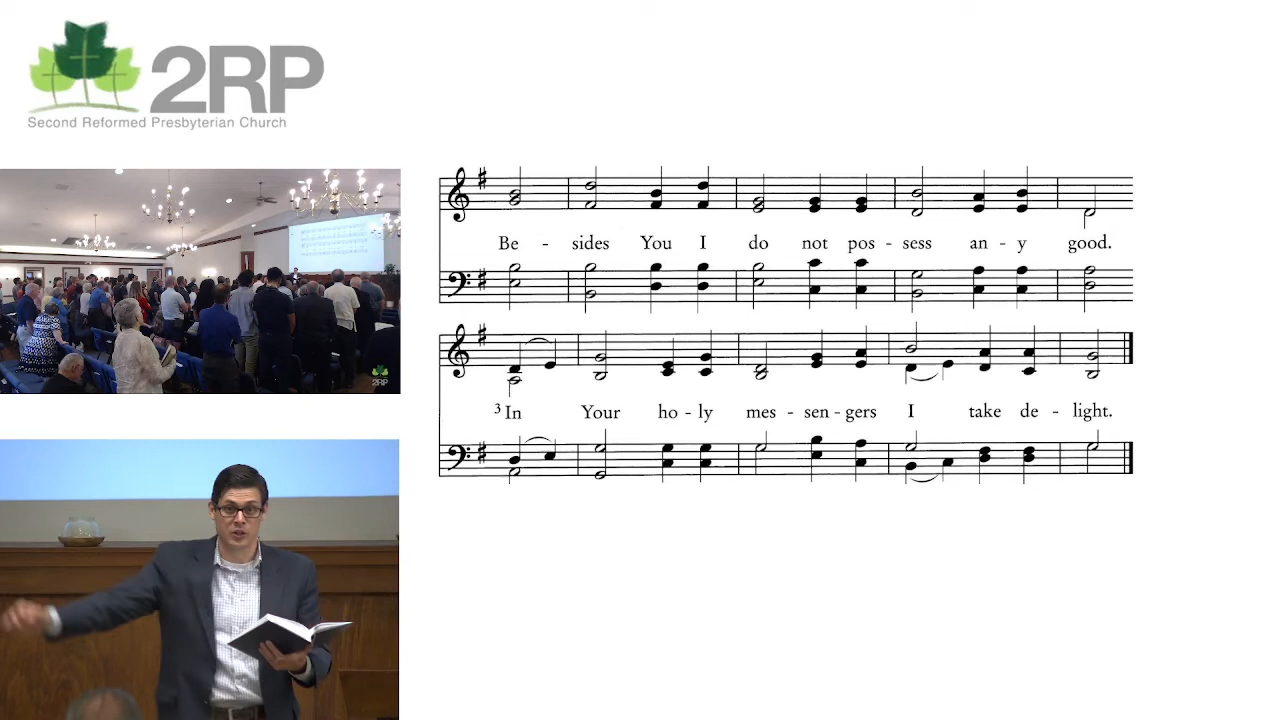 2RP
Second Reformed Presbyterian Church
2RP
Be - sides You I do not pos - sess an - y good.
3 In Your ho - ly mes - sen - gers I take de - light.